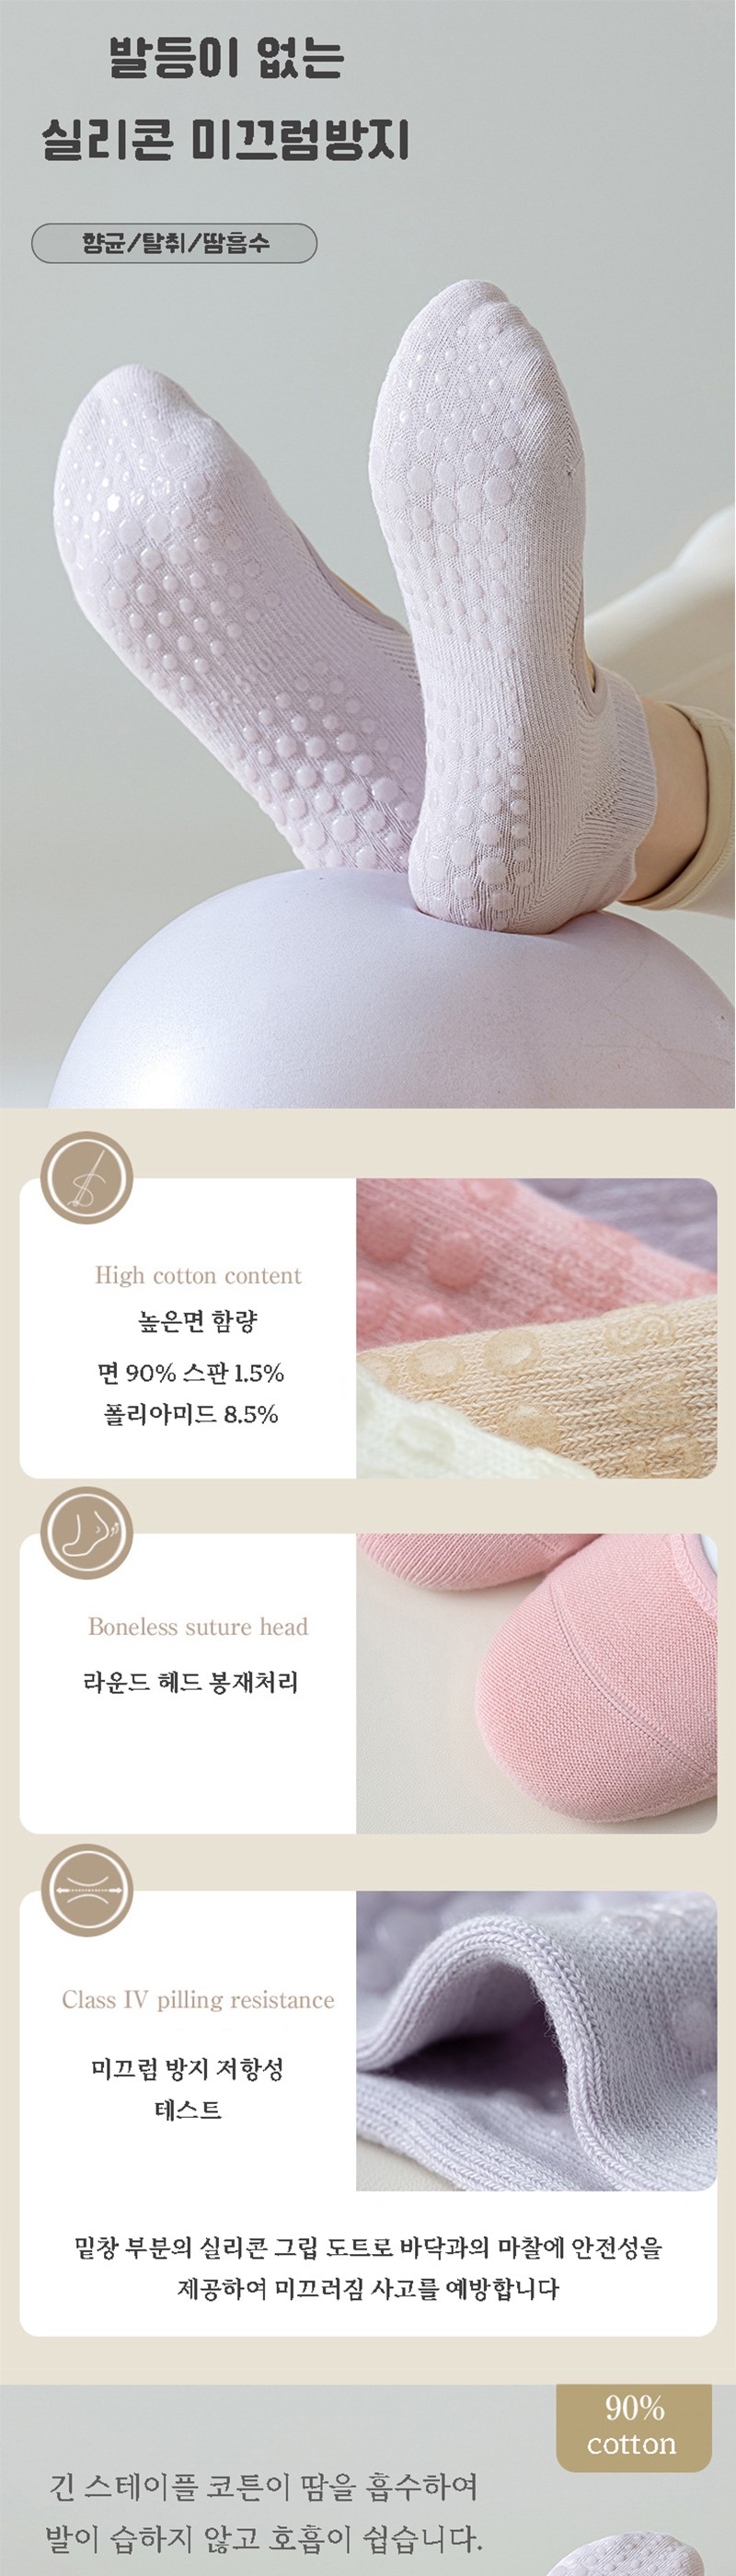 발등이 없는
실리콘 미끄럼방지
향균/탈취/땀흡수
High cotton content
높은면 함량
면 90% 스판 1.5%
폴리아미드 8.5%
Boneless suture head
라운드 헤드 봉재처리
Class IV pilling resistance
미끄럼 방지 저항성
테스트
밑창 부분의 실리콘 그립 도트로 바닥과의 마찰에 안전성을
제공하여 미끄러짐 사고를 예방합니다
90%
cotton
긴 스테이플 코튼이 땀을 흡수하여
발이 습하지 않고 호흡이 쉽습니다.